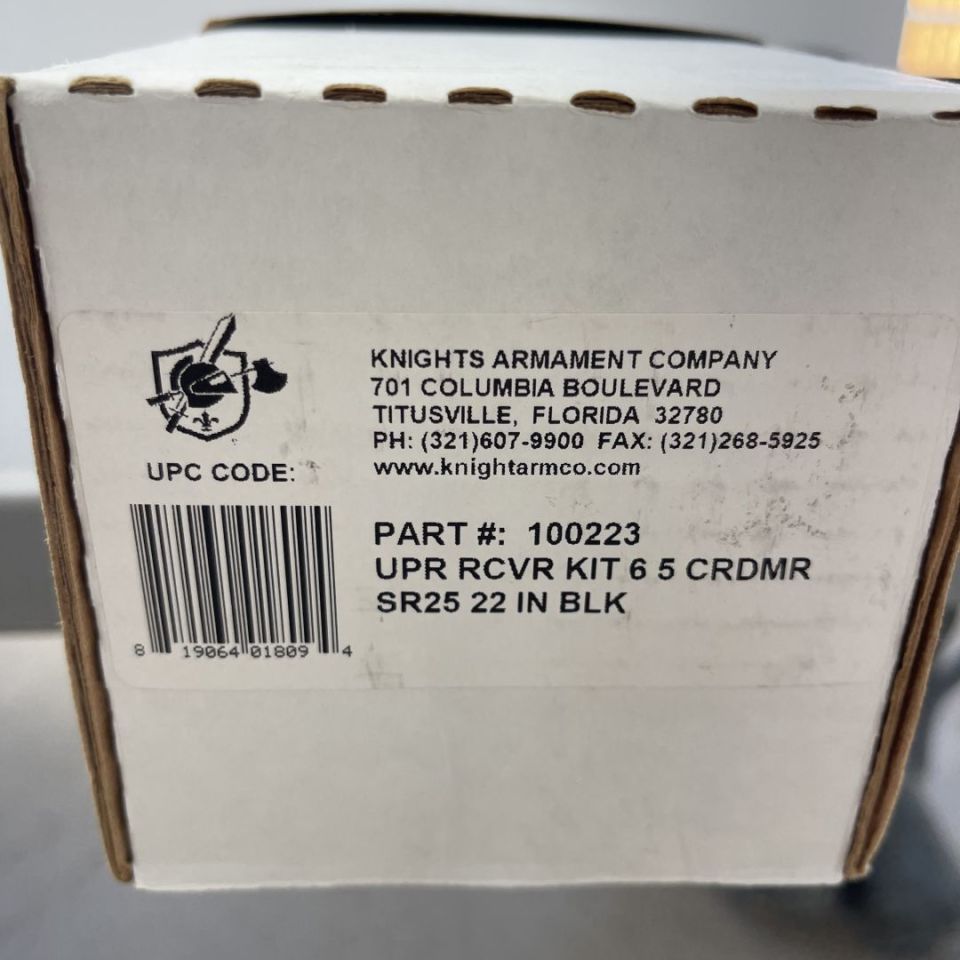 KNIGHTS ARMAMENT COMPANY
701 COLUMBIA BOULEVARD
TITUSVILLE, FLORIDA 32780
PH: (321)607-9900 FAX: (321)268-5925
www.knightarmco.com
UPC CODE:
PART #: 100223
UPR RCVR KIT 6 5 CRDMR
SR25 22 IN BLK
8 19064 01809 4